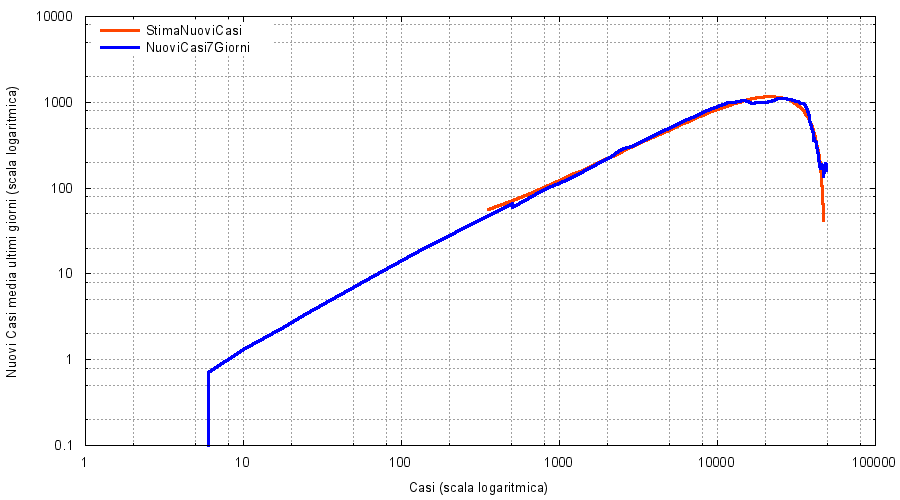 10000
1000
100
10
1
0.1
StimaNuoviCasi
NuoviCasi7Giorni
Nuovi Casi media ultimi giorni (scala logaritmica)
1 10 100 1000 10000 100000
Casi (scala logaritmica)